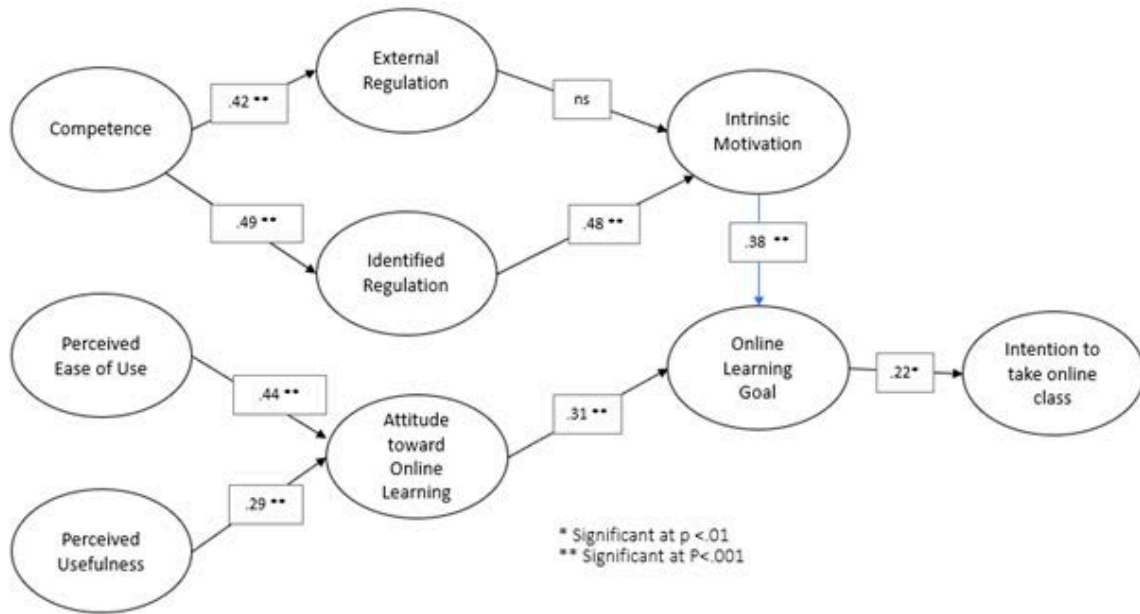 External
Regulation
.42 **
ns
Competence
Intrinsic
Motivation
.49 **
.48 **
Identified
Regulation
.38 **
Perceived
Ease of Use
Online
Learning
Goal
.22*
Intention to
take online
class
.44 **
.31 **
Attitude
toward
Online
Learning
.29 **
Perceived
Usefulness
* Significant at p <.01
** Significant at P<.001